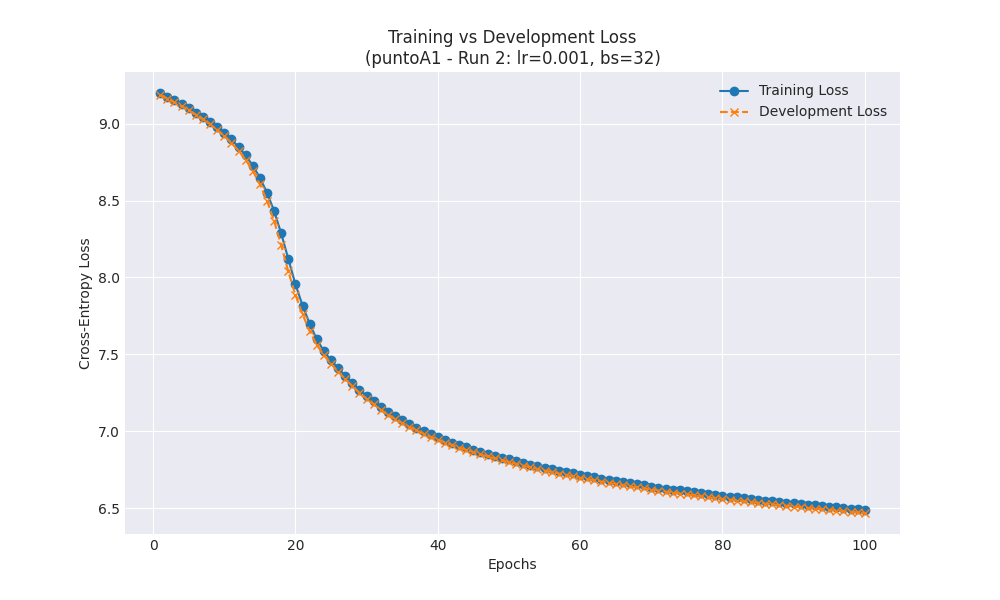 Training vs Development Loss
(puntoA1 - Run 2: lr=0.001, bs=32)
Training Loss
Development Loss
Cross-Entropy Loss
9.0
8.5
8.0
7.5
7.0
6.5
0 20 40 60 80 100
Epochs